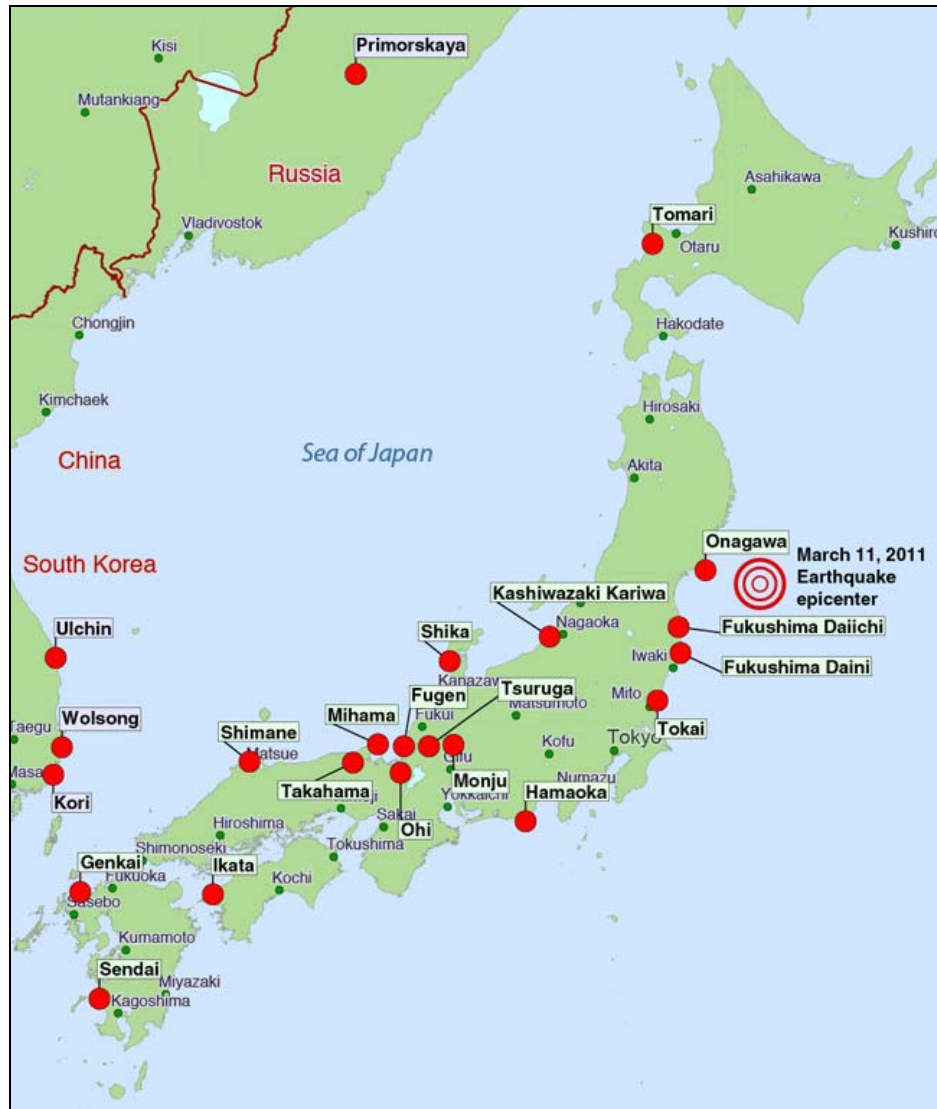 Primorskaya
Kisi
Mutankiang
Russia
Asahikawa
Vladivostok
Tomari
Otaru
Kushiro
Chongjin
Hakodate
Kimchaek
Hirosaki
China
Sea of Japan
Akita
South Korea
Onagawa
March 11, 2011
Earthquake
epicenter
Kashiwazaki Kariwa
Nagaoka
Ulchin
Shika
Fukushima Daiichi
Iwaki
Fukushima Daini
Kanazaw
Fugen
Tsuruga
Mito
Matsumoto
Wolsong
Taegu
Shimane
Matsue
Mihama
Fukui
Tokai
Tokyo
Kofu
Gifu
Masa
Kori
Takahama
Monju
Numazu
Hamaoka
Yokkaichi
Ohi
Sakai
Hiroshima
Tokushima
Shimonoseki
Genkai
Fukuoka
Ikata
Kochi
Sasebo
Kumamoto
Sendai
Miyazaki
Kagoshima